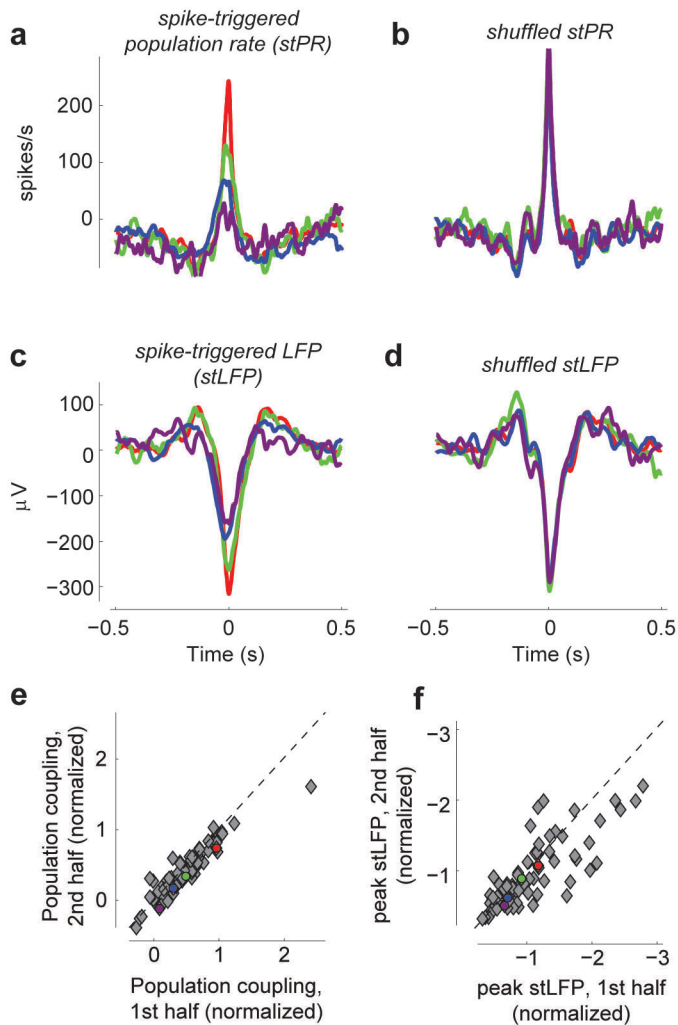 a
spike-triggered
population rate (stPR)
b
shuffled stPR
spikes/s
200
100
0
c
spike-triggered LFP
(stLFP)
d
shuffled stLFP
μV
100
0
−100
−200
−300
−0.5
0
0.5
Time (s)
−0.5
0
0.5
Time (s)
e
Population coupling,
2nd half (normalized)
2
1
0
0
1
2
Population coupling,
1st half (normalized)
f
peak stLFP, 2nd half
(normalized)
−3
−2
−1
−1
−2
−3
peak stLFP, 1st half
(normalized)